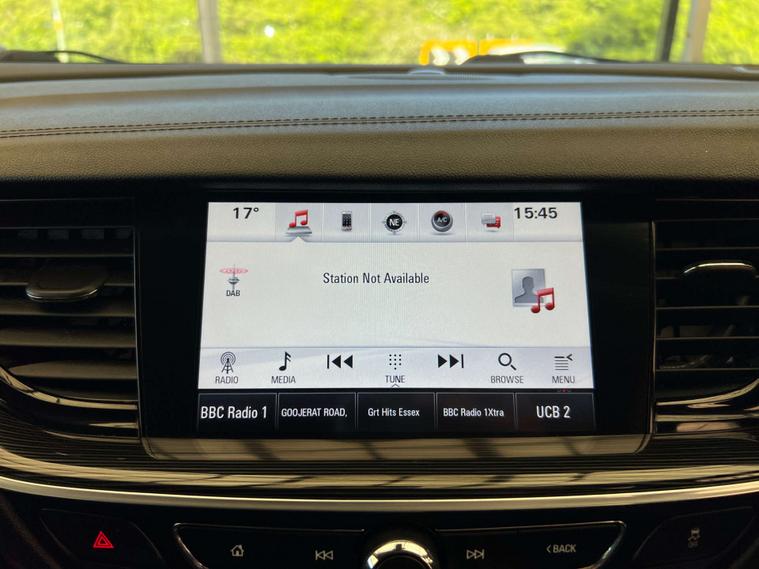 17°
NE
A/C
15:45
DAB
Station Not Available
RADIO
MEDIA
TUNE
BROWSE
MENU
BBC Radio 1
GOOJERAT ROAD,
Grt Hits Essex
BBC Radio 1Xtra
UCB 2
BACK